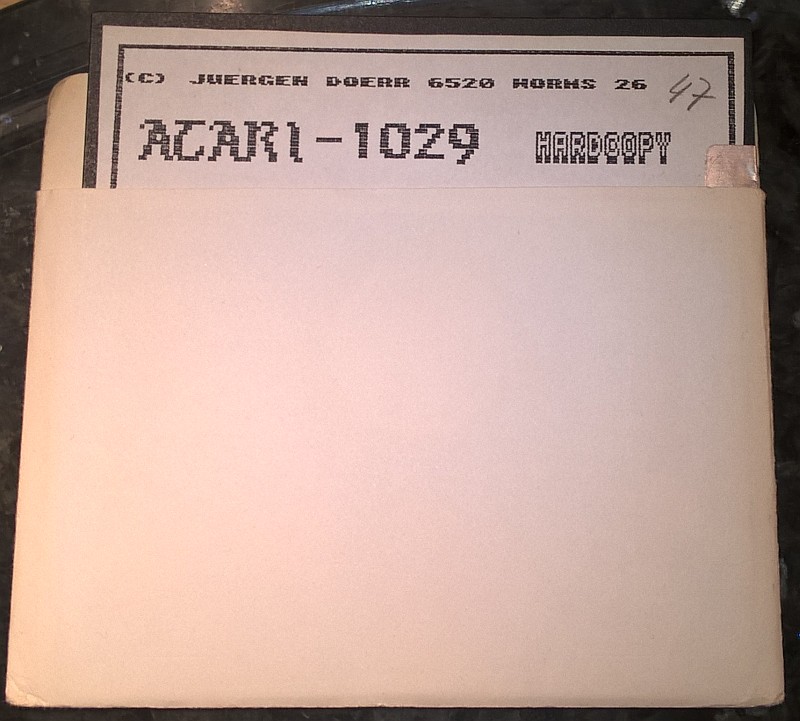 (C) JUERGEN DOERR 6520 WORMS 26 47
ATARI-1029 HARDCOPY